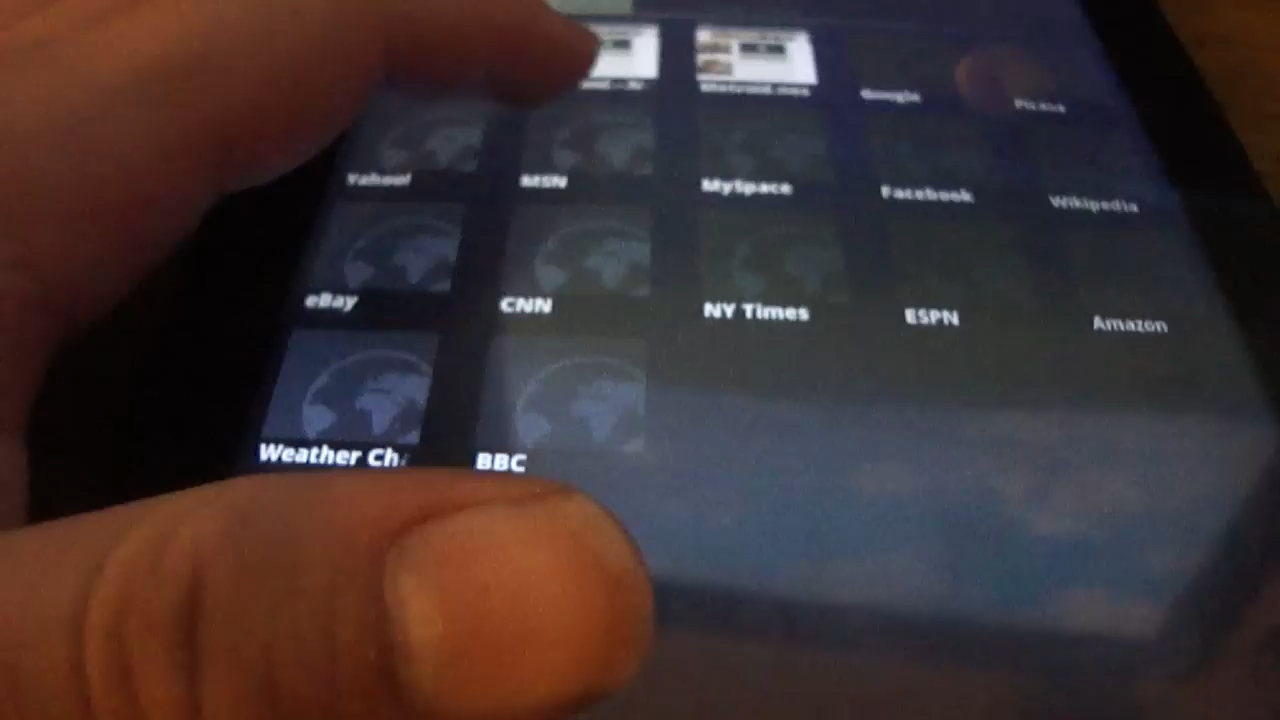 Google
Picasa
Yahoo!
MSN
MySpace
Facebook
Wikipedia
eBay
CNN
NY Times
ESPN
Amazon
Weather Ch
BBC